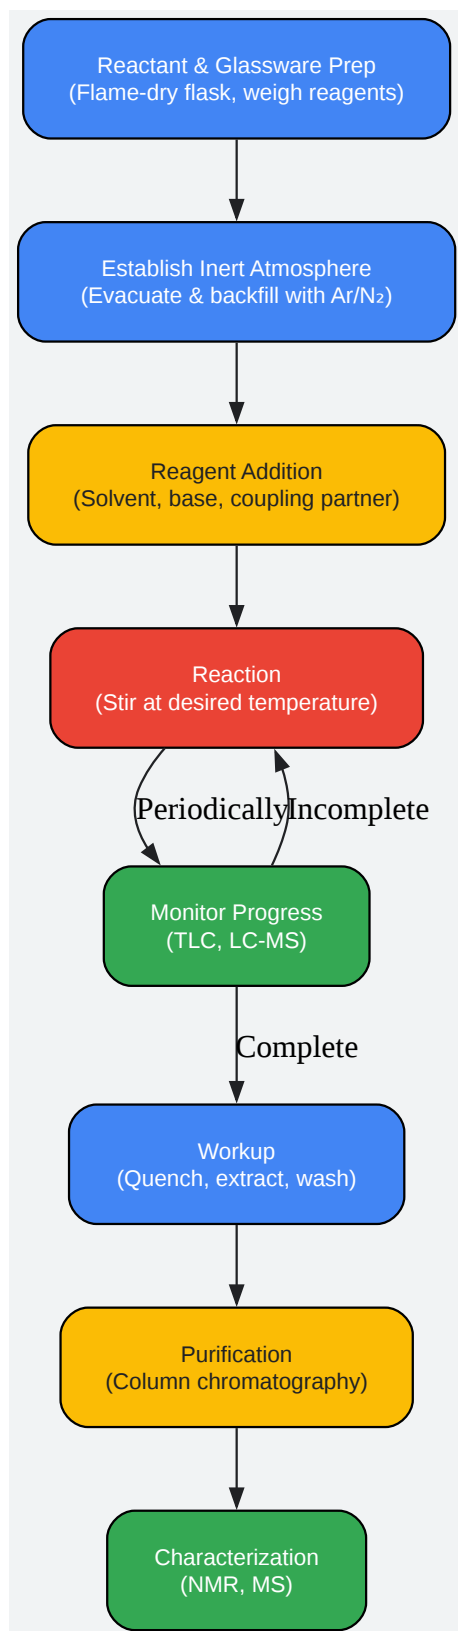 Reactant & Glassware Prep
(Flame-dry flask, weigh reagents)
Establish Inert Atmosphere
(Evacuate & backfill with Ar/N₂)
Reagent Addition
(Solvent, base, coupling partner)
Reaction
(Stir at desired temperature)
Periodically
Incomplete
Monitor Progress
(TLC, LC-MS)
Complete
Workup
(Quench, extract, wash)
Purification
(Column chromatography)
Characterization
(NMR, MS)